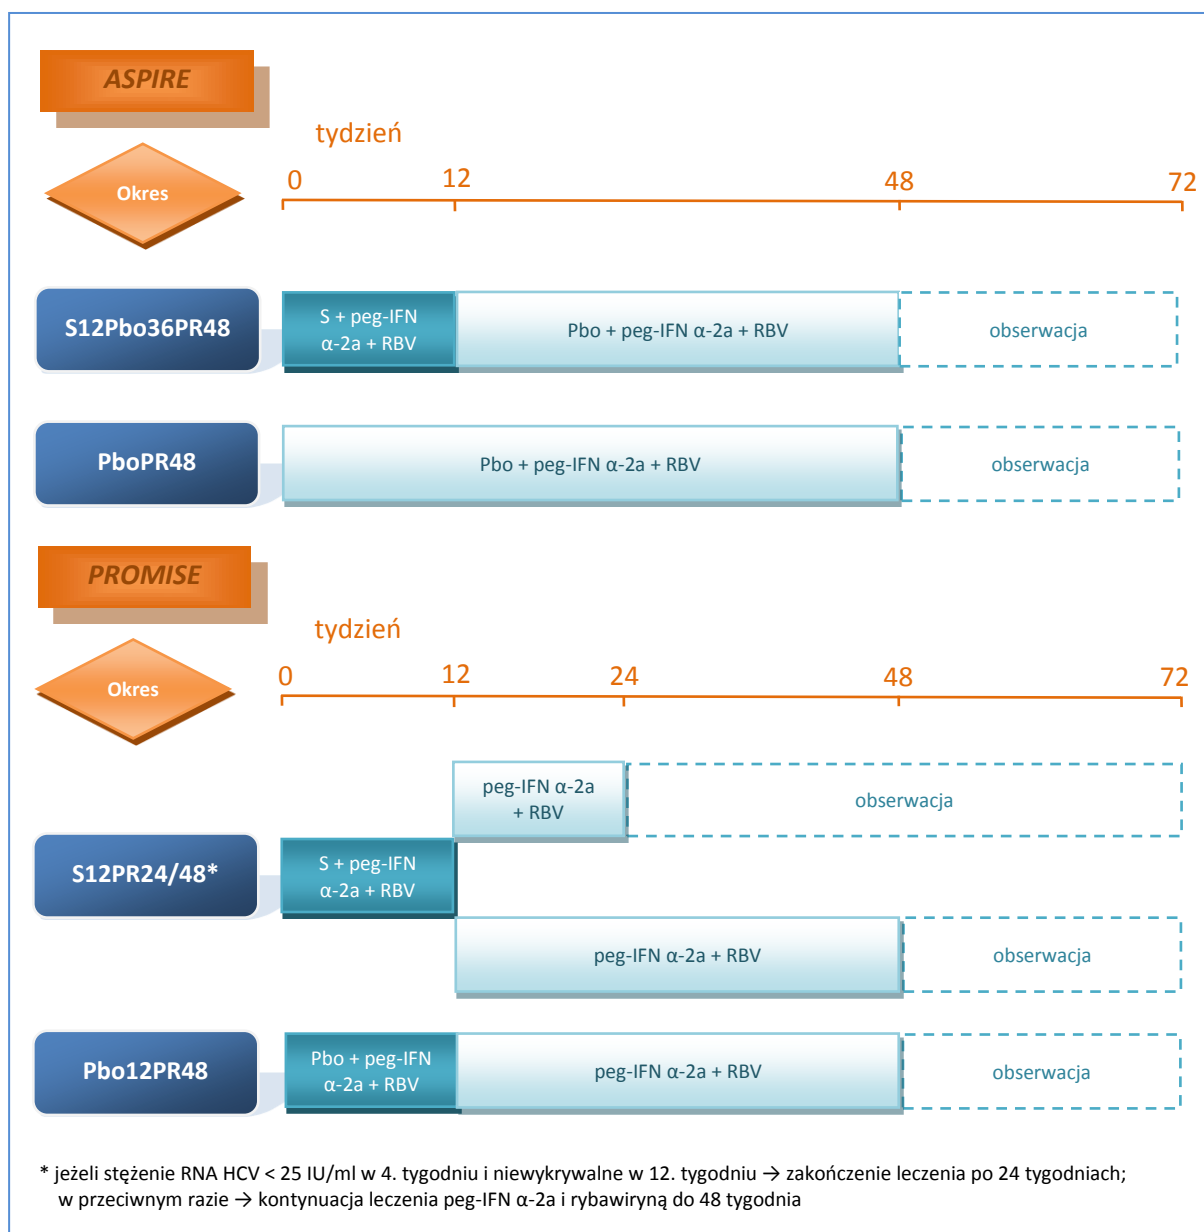 ASPIRE
tydzień
Okres
0 12 48 72
S12Pbo36PR48
S + peg-IFN
α-2a + RBV
Pbo + peg-IFN α-2a + RBV
obserwacja
PboPR48
Pbo + peg-IFN α-2a + RBV
obserwacja
PROMISE
tydzień
Okres
0 12 24 48 72
peg-IFN α-2a
+ RBV
obserwacja
S12PR24/48*
S + peg-IFN
α-2a + RBV
peg-IFN α-2a + RBV
obserwacja
Pbo12PR48
Pbo + peg-IFN
α-2a + RBV
peg-IFN α-2a + RBV
obserwacja
* jeżeli stężenie RNA HCV < 25 IU/ml w 4. tygodniu i niewykrywalne w 12. tygodniu → zakończenie leczenia po 24 tygodniach;
w przeciwnym razie → kontynuacja leczenia peg-IFN α-2a i rybawiryną do 48 tygodnia